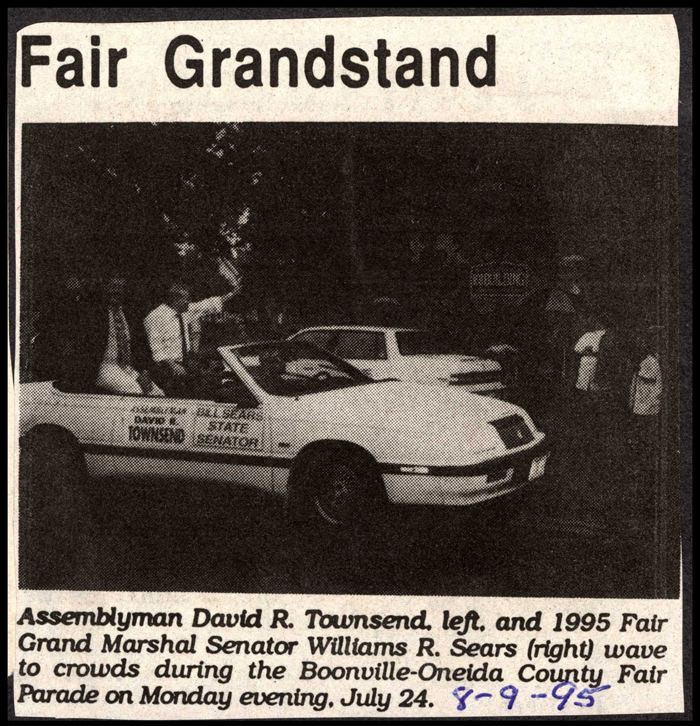 Fair Grandstand
ASSEMBLYMAN
DAVID R.
TOWNSEND
BILL SEARS
STATE
SENATOR
Assemblyman David R. Townsend, left, and 1995 Fair
Grand Marshal Senator Williams R. Sears (right) wave
to crowds during the Boonville-Oneida County Fair
Parade on Monday evening, July 24. 8-9-95